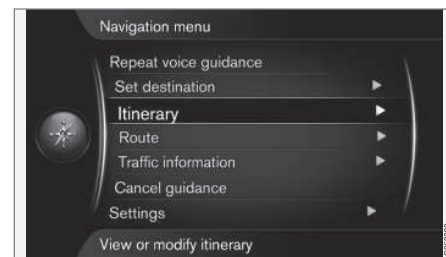 Navigation menu
Repeat voice guidance
Set destination
Itinerary
Route
Traffic information
Cancel guidance
Settings
View or modify itinerary